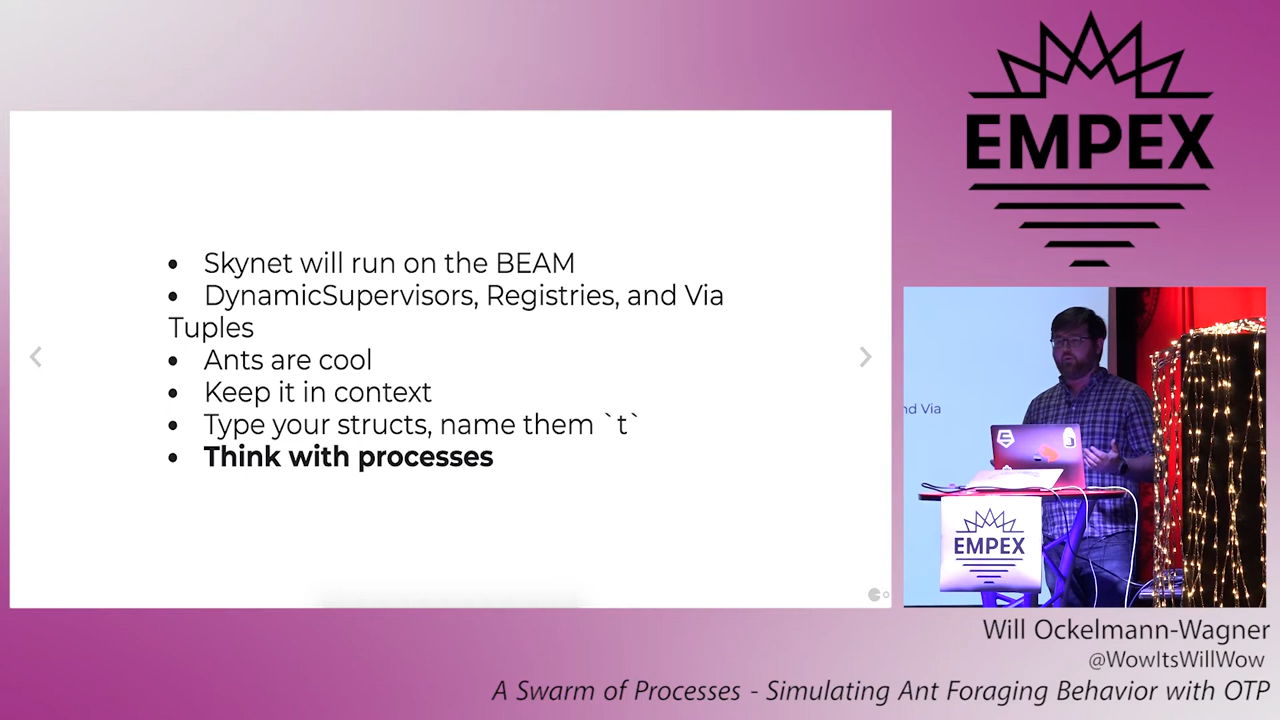 EMPEX
• Skynet will run on the BEAM
• DynamicSupervisors, Registries, and Via
Tuples
• Ants are cool
• Keep it in context
• Type your structs, name them `t`
• Think with processes
nd Via
EMPEX
Will Ockelmann-Wagner
@WowItsWillWow
A Swarm of Processes - Simulating Ant Foraging Behavior with OTP